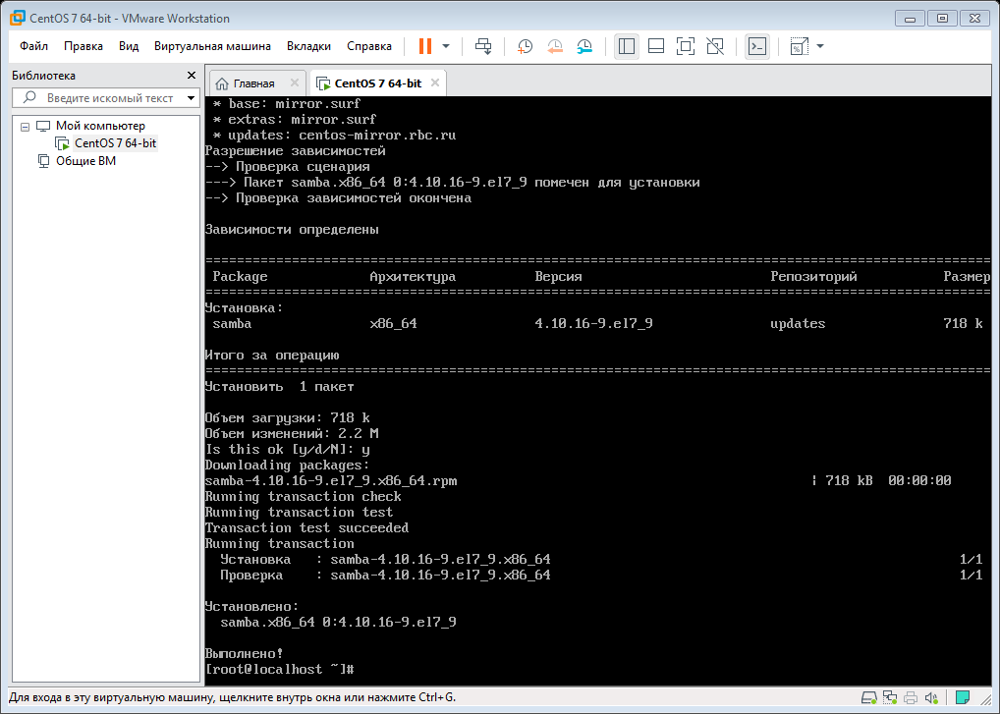 CentOS 7 64-bit - VMware Workstation
Файл Правка Вид Виртуальная машина Вкладки Справка
Библиотека
Введите искомый текст
Мой компьютер
CentOS 7 64-bit
Общие ВМ
Главная CentOS 7 64-bit
* base: mirror.surf
* extras: mirror.surf
* updates: centos-mirror.rbc.ru
Разрешение зависимостей
--> Проверка сценария
---> Пакет samba.x86_64 0:4.10.16-9.el7_9 помечен для установки
--> Проверка зависимостей окончена
Зависимости определены
====================================================================================================
Package Архитектура Версия Репозиторий Размер
====================================================================================================
Установка:
samba x86_64 4.10.16-9.el7_9 updates 718 k
Итого за операцию
====================================================================================================
Установить 1 пакет
Объем загрузки: 718 k
Объем изменений: 2.2 M
Is this ok [y/d/N]: y
Downloading packages:
samba-4.10.16-9.el7_9.x86_64.rpm | 718 kB 00:00:00
Running transaction check
Running transaction test
Transaction test succeeded
Running transaction
Установка : samba-4.10.16-9.el7_9.x86_64 1/1
Проверка : samba-4.10.16-9.el7_9.x86_64 1/1
Установлено:
samba.x86_64 0:4.10.16-9.el7_9
Выполнено!
[root@localhost ~]#
Для входа в эту виртуальную машину, щелкните внутрь окна или нажмите Ctrl+G.